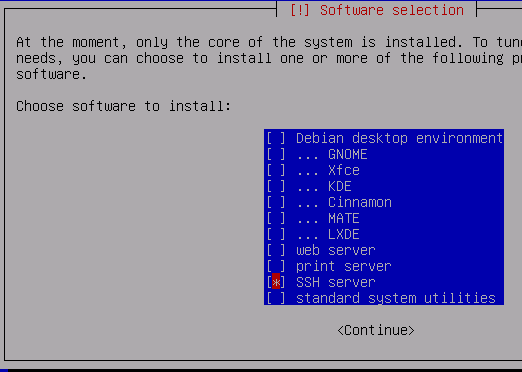 [!] Software selection
At the moment, only the core of the system is installed. To tune
needs, you can choose to install one or more of the following pr
software.
Choose software to install:
[ ] Debian desktop environment
[ ] ... GNOME
[ ] ... Xfce
[ ] ... KDE
[ ] ... Cinnamon
[ ] ... MATE
[ ] ... LXDE
[ ] web server
[ ] print server
[*] SSH server
[ ] standard system utilities
<Continue>